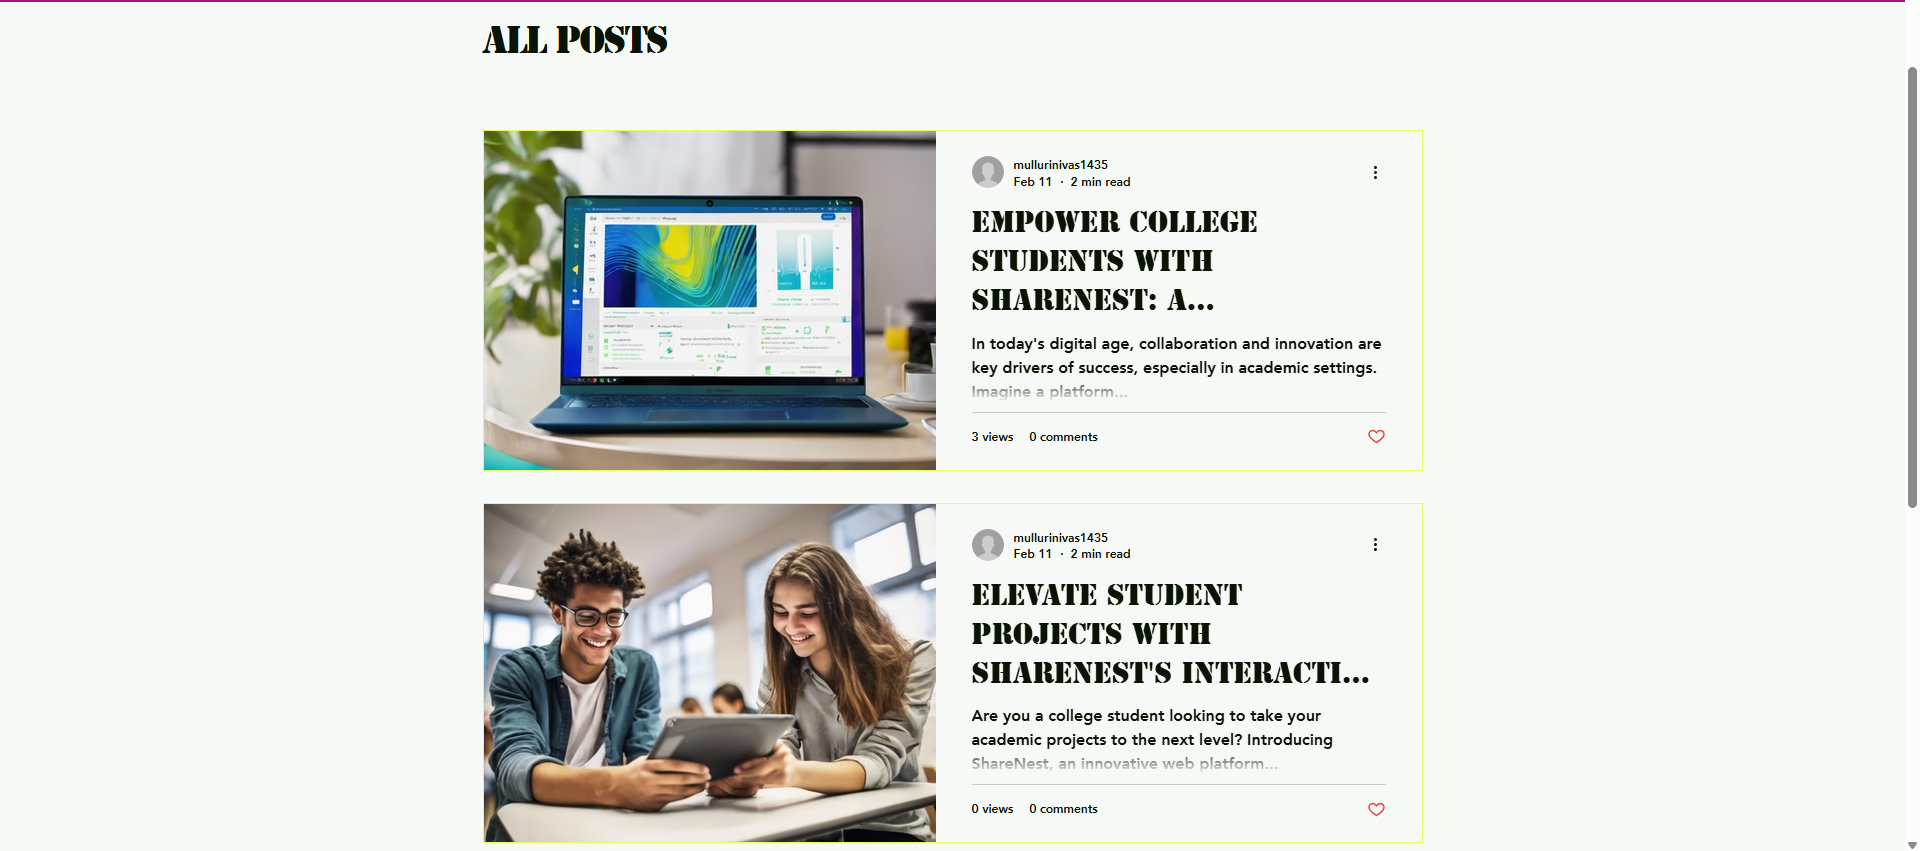 ALL POSTS
mullurinivas1435
Feb 11 · 2 min read
EMPOWER COLLEGE
STUDENTS WITH
SHARENEST: A...
In today's digital age, collaboration and innovation are
key drivers of success, especially in academic settings.
Imagine a platform...
3 views 0 comments
mullurinivas1435
Feb 11 · 2 min read
ELEVATE STUDENT
PROJECTS WITH
SHARENEST'S INTERACTI...
Are you a college student looking to take your
academic projects to the next level? Introducing
ShareNest, an innovative web platform...
0 views 0 comments